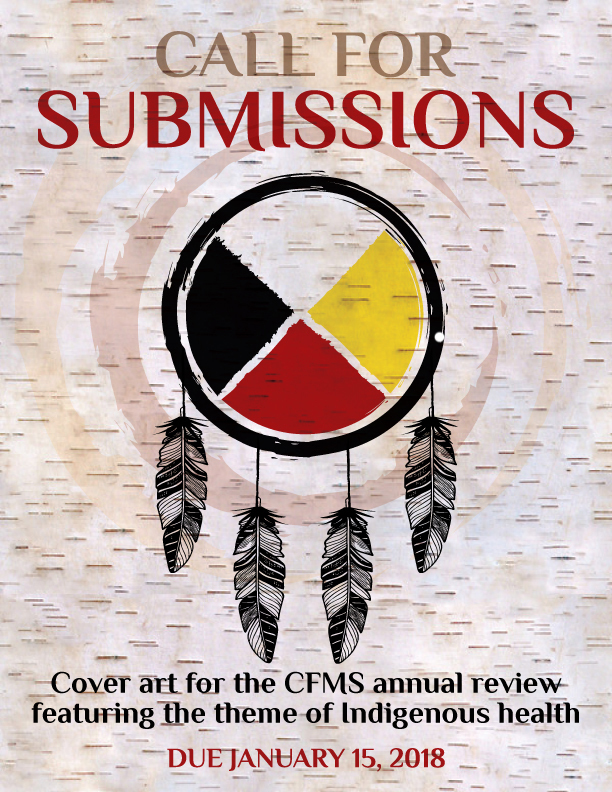 CALL FOR
SUBMISSIONS
Cover art for the CFMS annual review
featuring the theme of Indigenous health
DUE JANUARY 15, 2018